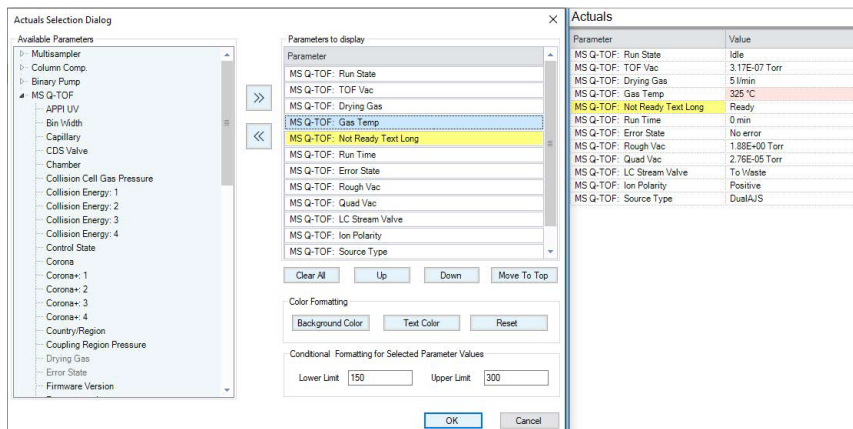 Actuals Selection Dialog
Available Parameters
Multisampler
Column Comp.
Binary Pump
MS Q-TOF
APPI UV
Bin Width
Capillary
CDS Valve
Chamber
Collision Cell Gas Pressure
Collision Energy: 1
Collision Energy: 2
Collision Energy: 3
Collision Energy: 4
Control State
Corona
Corona+: 1
Corona+: 2
Corona+: 3
Corona+: 4
Country/Region
Coupling Region Pressure
Drying Gas
Error State
Firmware Version
>>
<<
Parameters to display
Parameter
MS Q-TOF: Run State
MS Q-TOF: TOF Vac
MS Q-TOF: Drying Gas
MS Q-TOF: Gas Temp
MS Q-TOF: Not Ready Text Long
MS Q-TOF: Run Time
MS Q-TOF: Error State
MS Q-TOF: Rough Vac
MS Q-TOF: Quad Vac
MS Q-TOF: LC Stream Valve
MS Q-TOF: Ion Polarity
MS Q-TOF: Source Type
Clear All Up Down Move To Top
Color Formatting
Background Color Text Color Reset
Conditional Formatting for Selected Parameter Values
Lower Limit 150 Upper Limit 300
OK Cancel
Actuals
Parameter Value
MS Q-TOF: Run State Idle
MS Q-TOF: TOF Vac 3.17E-07 Torr
MS Q-TOF: Drying Gas 5 l/min
MS Q-TOF: Gas Temp 325 °C
MS Q-TOF: Not Ready Text Long Ready
MS Q-TOF: Run Time 0 min
MS Q-TOF: Error State No error
MS Q-TOF: Rough Vac 1.88E+00 Torr
MS Q-TOF: Quad Vac 2.76E-05 Torr
MS Q-TOF: LC Stream Valve To Waste
MS Q-TOF: Ion Polarity Positive
MS Q-TOF: Source Type DualAJS